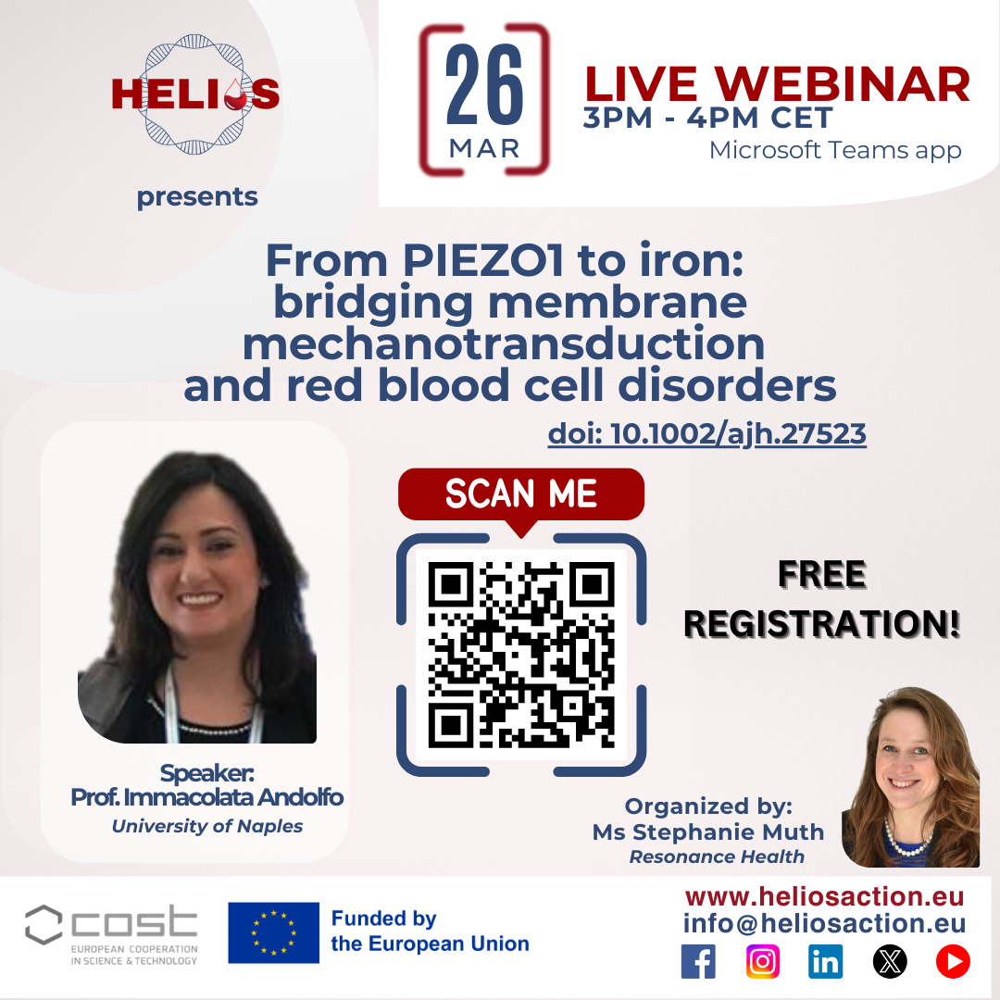 HELIOS
presents
26
MAR
LIVE WEBINAR
3PM - 4PM CET
Microsoft Teams app
From PIEZO1 to iron:
bridging membrane
mechanotransduction
and red blood cell disorders
doi: 10.1002/ajh.27523
SCAN ME
FREE
REGISTRATION!
Speaker:
Prof. Immacolata Andolfo
University of Naples
Organized by:
Ms Stephanie Muth
Resonance Health
cost
EUROPEAN COOPERATION
IN SCIENCE & TECHNOLOGY
Funded by
the European Union
www.heliosaction.eu
info@heliosaction.eu